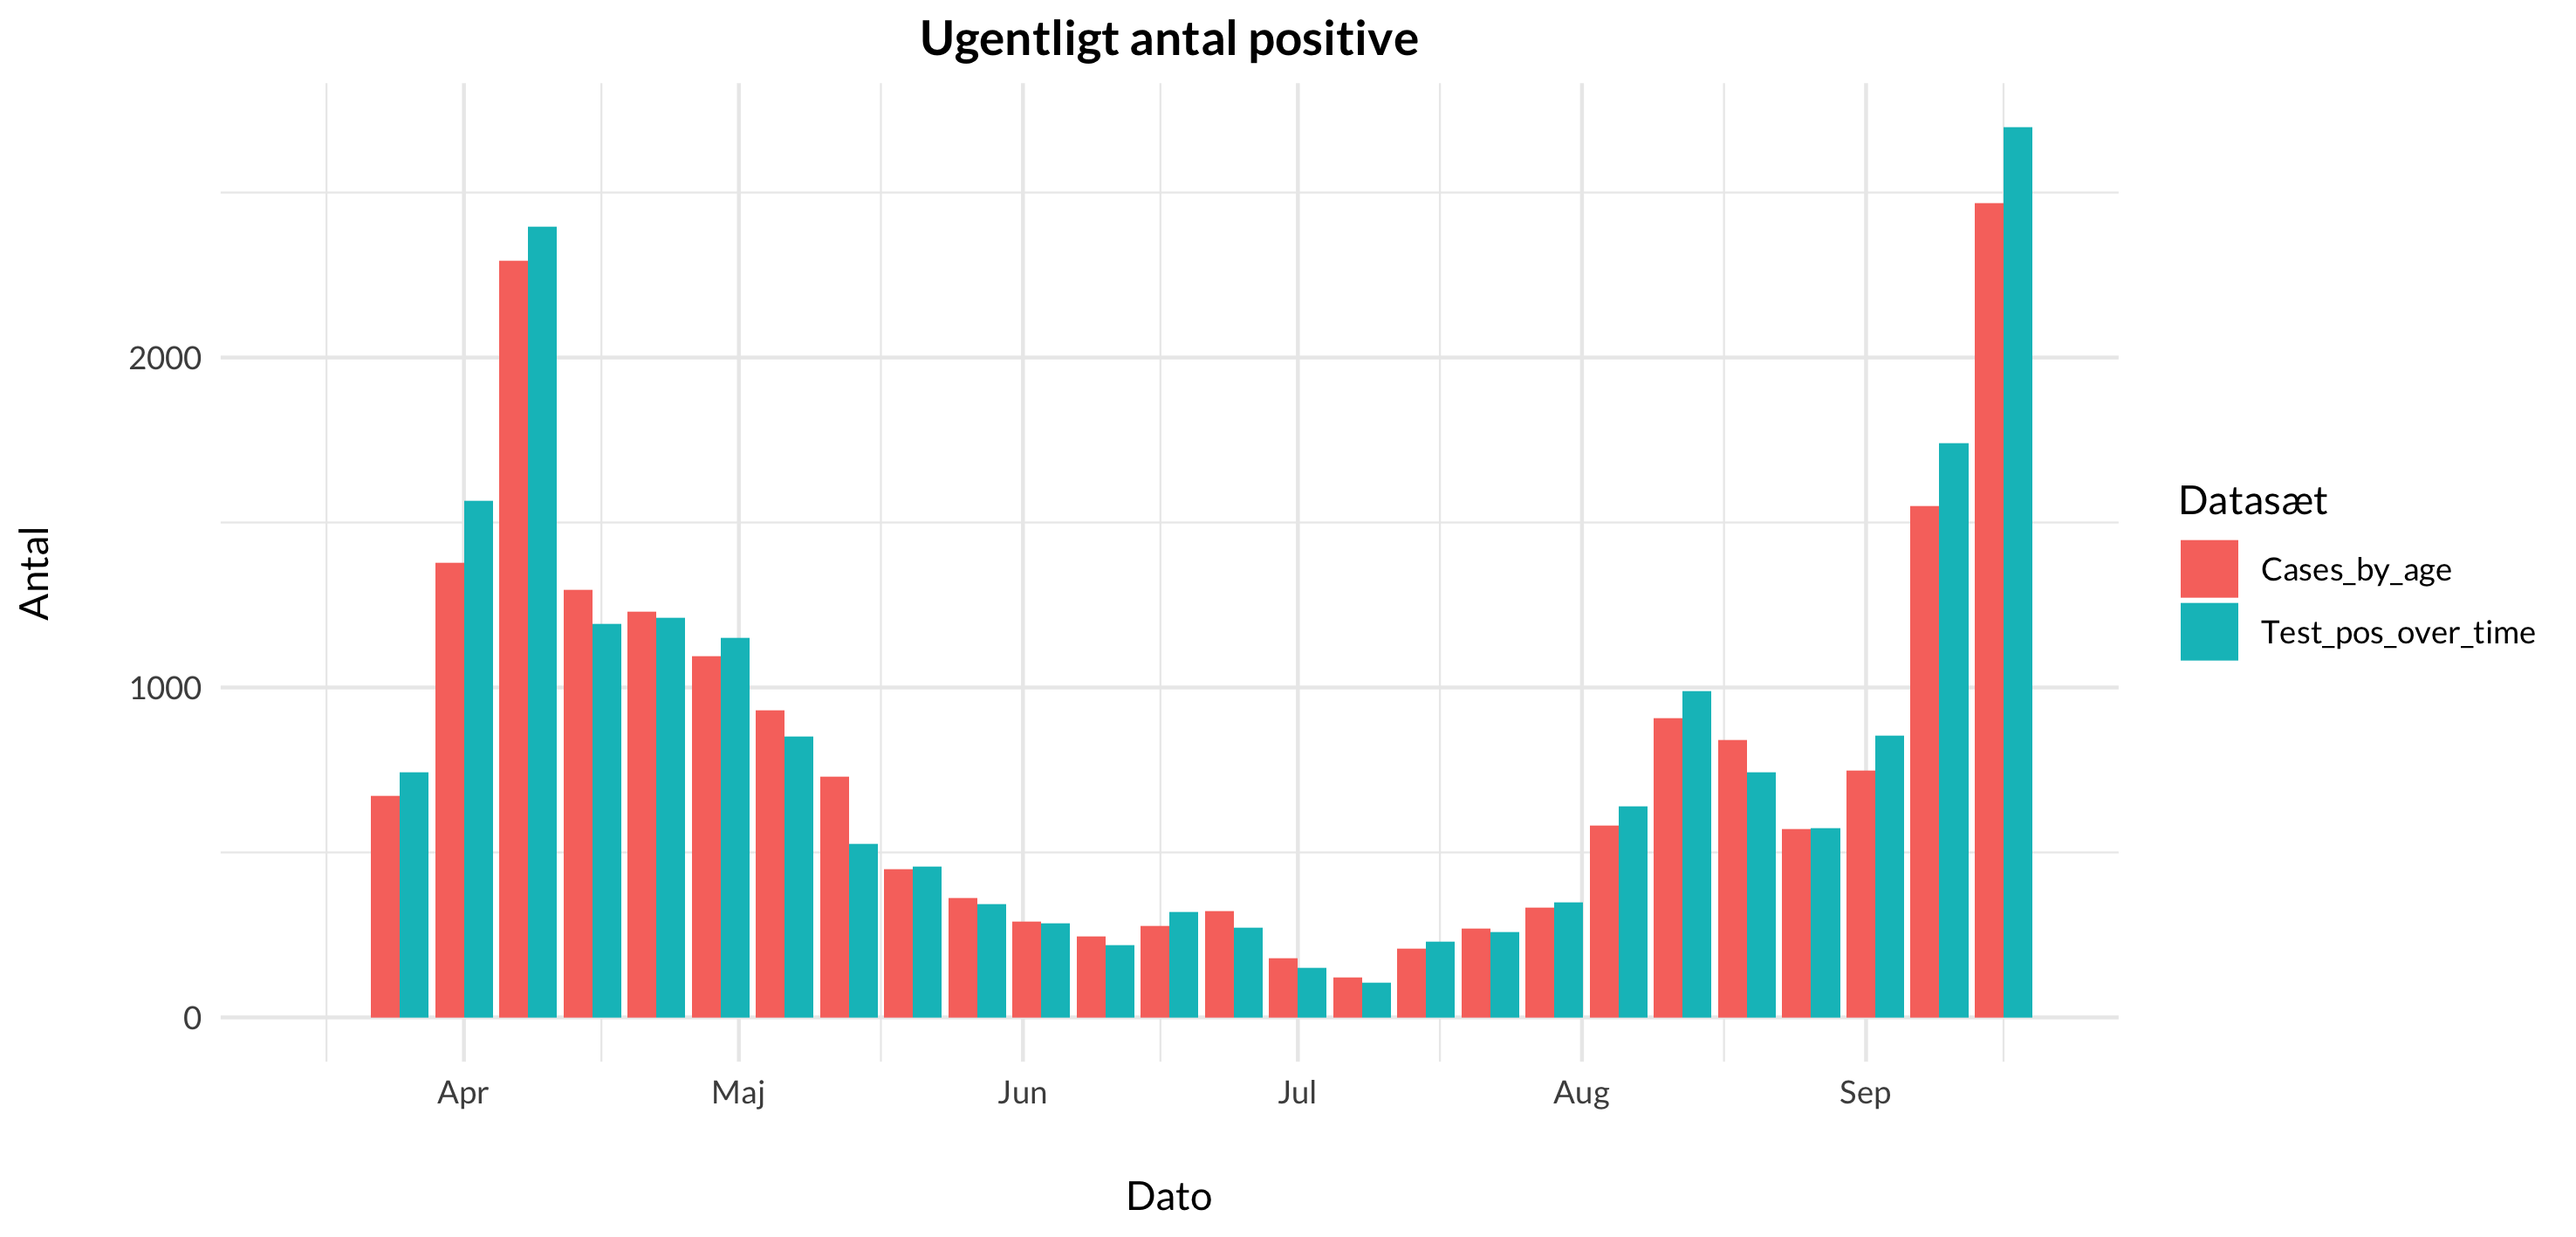 Ugentligt antal positive
Antal
2000
1000
0
Apr Maj Jun Jul Aug Sep
Dato
Datasæt
Cases_by_age
Test_pos_over_time